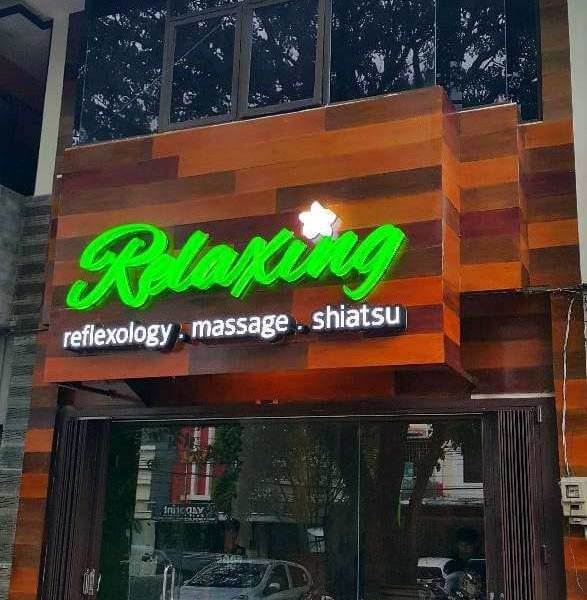 Relaxing
reflexology . massage . shiatsu